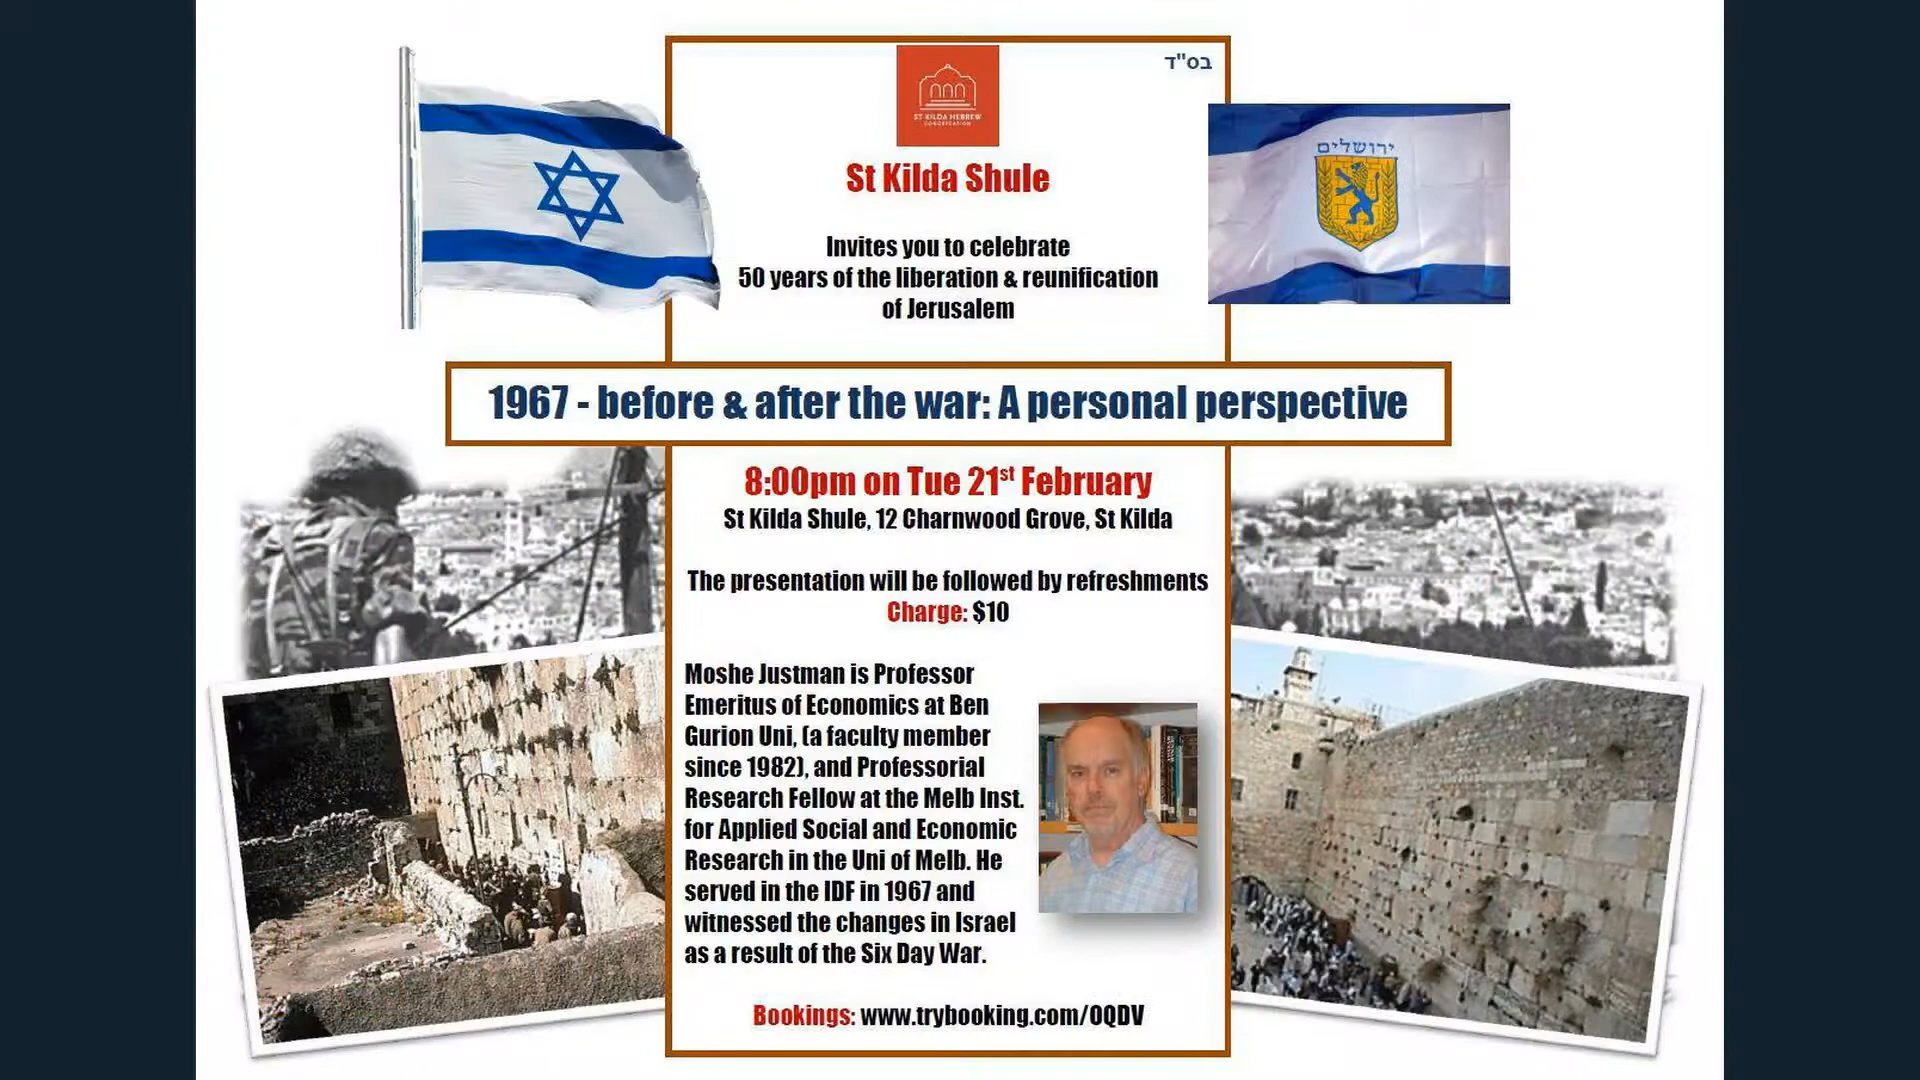 בס"ד
ST KILDA HEBREW
CONGREGATION
St Kilda Shule
ירושלים
Invites you to celebrate
50 years of the liberation & reunification
of Jerusalem
1967 - before & after the war: A personal perspective
8:00pm on Tue 21st February
St Kilda Shule, 12 Charnwood Grove, St Kilda
The presentation will be followed by refreshments
Charge: $10
Moshe Justman is Professor
Emeritus of Economics at Ben
Gurion Uni, (a faculty member
since 1982), and Professorial
Research Fellow at the Melb Inst.
for Applied Social and Economic
Research in the Uni of Melb. He
served in the IDF in 1967 and
witnessed the changes in Israel
as a result of the Six Day War.
Bookings: www.trybooking.com/OQDV